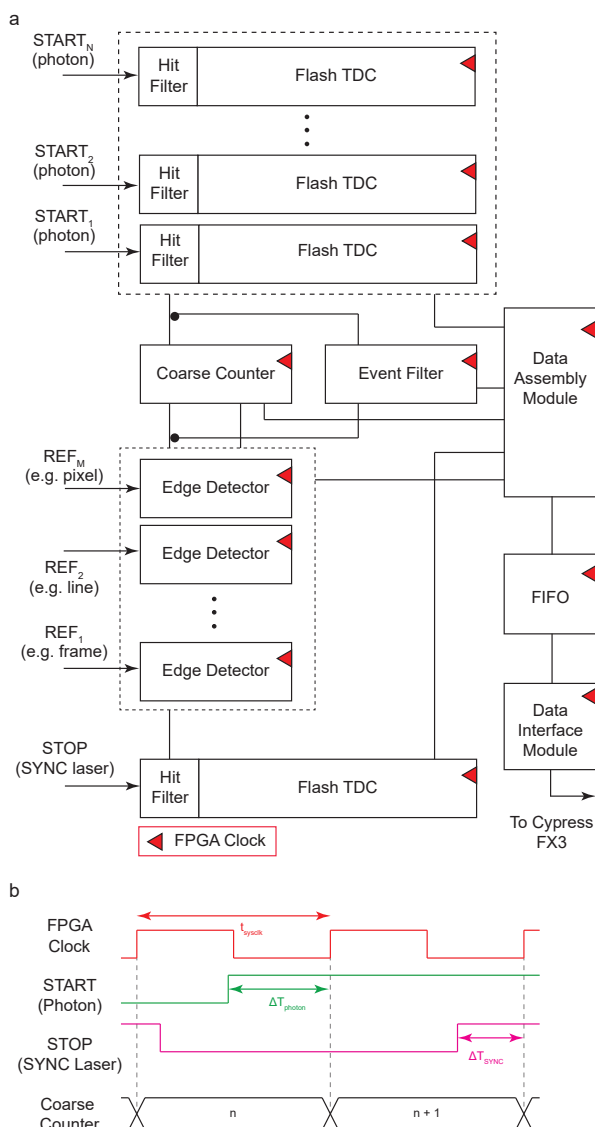 a
START_N
(photon)
Hit
Filter
Flash TDC
START_2
(photon)
Hit
Filter
Flash TDC
START_1
(photon)
Hit
Filter
Flash TDC
Coarse Counter
Event Filter
Data
Assembly
Module
REF_M
(e.g. pixel)
Edge Detector
REF_2
(e.g. line)
Edge Detector
REF_1
(e.g. frame)
Edge Detector
FIFO
Data
Interface
Module
STOP
(SYNC laser)
Hit
Filter
Flash TDC
To Cypress
FX3
FPGA Clock
b
FPGA
Clock
t_sysclk
START
(Photon)
ΔT_photon
STOP
(SYNC Laser)
ΔT_SYNC
Coarse
Counter
n
n + 1